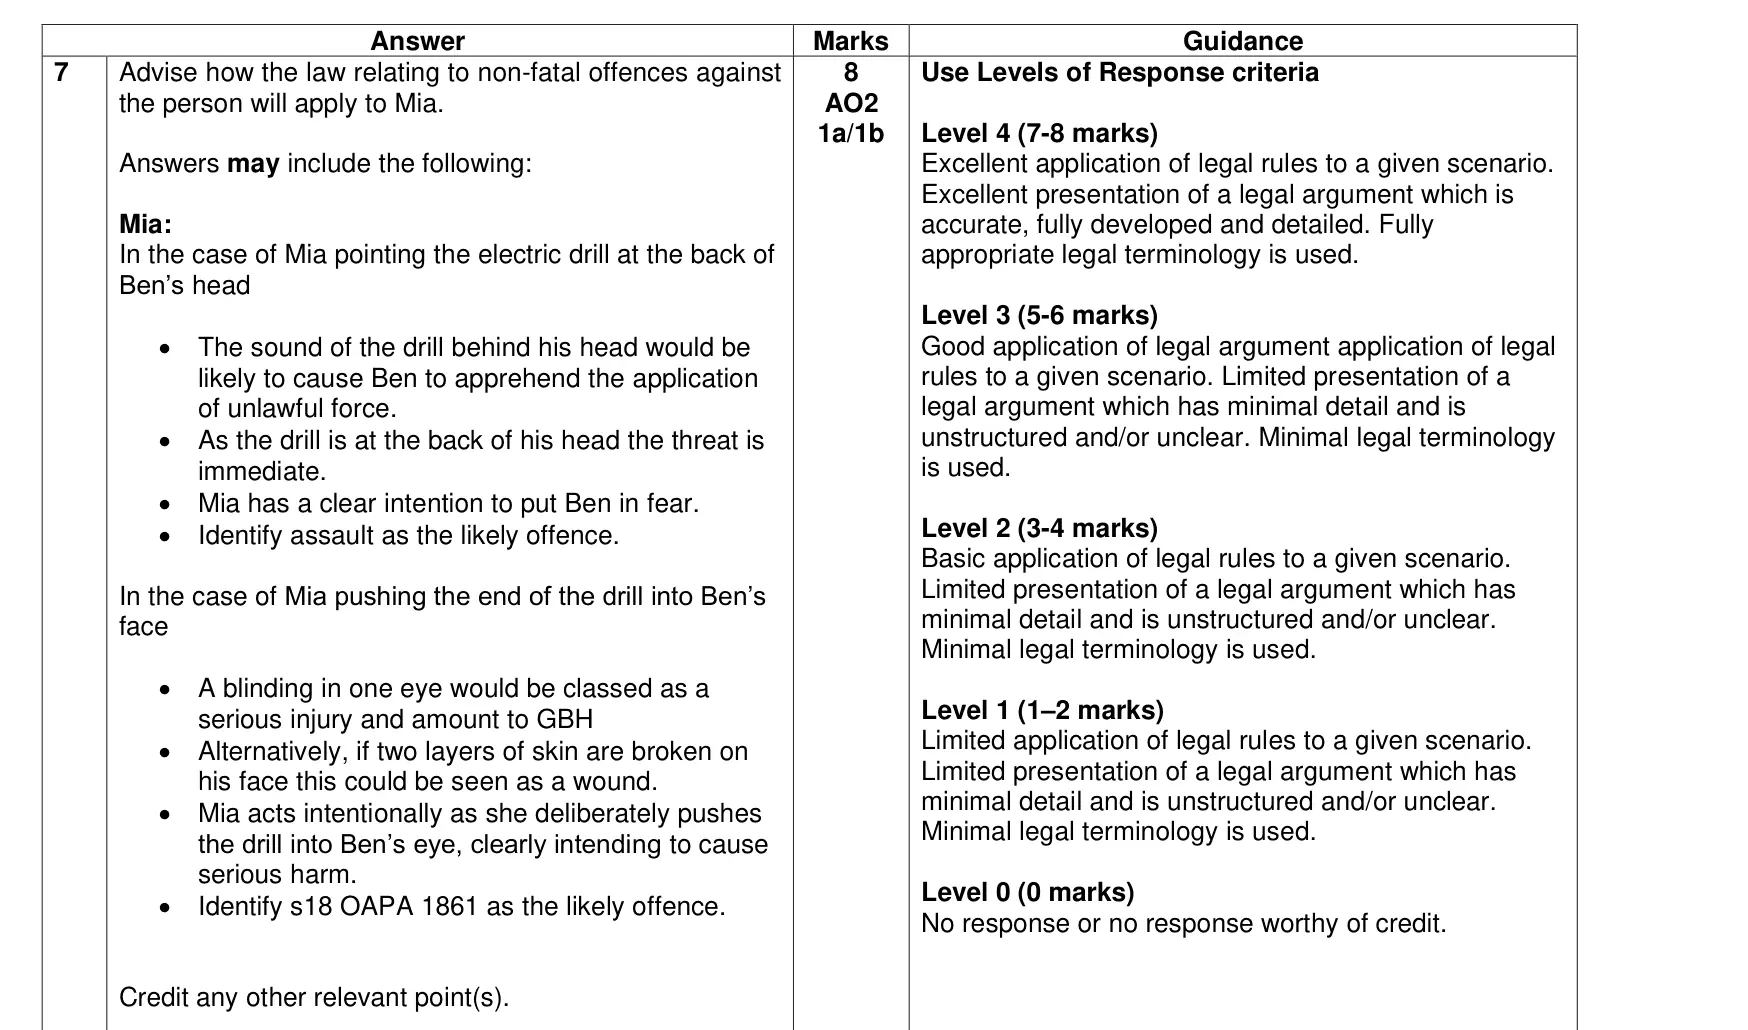 Answer Marks Guidance
7 Advise how the law relating to non-fatal offences against
the person will apply to Mia.
Answers may include the following:
Mia:
In the case of Mia pointing the electric drill at the back of
Ben’s head
• The sound of the drill behind his head would be
likely to cause Ben to apprehend the application
of unlawful force.
• As the drill is at the back of his head the threat is
immediate.
• Mia has a clear intention to put Ben in fear.
• Identify assault as the likely offence.
In the case of Mia pushing the end of the drill into Ben’s
face
• A blinding in one eye would be classed as a
serious injury and amount to GBH
• Alternatively, if two layers of skin are broken on
his face this could be seen as a wound.
• Mia acts intentionally as she deliberately pushes
the drill into Ben’s eye, clearly intending to cause
serious harm.
• Identify s18 OAPA 1861 as the likely offence.
Credit any other relevant point(s).
8
AO2
1a/1b
Use Levels of Response criteria
Level 4 (7-8 marks)
Excellent application of legal rules to a given scenario.
Excellent presentation of a legal argument which is
accurate, fully developed and detailed. Fully
appropriate legal terminology is used.
Level 3 (5-6 marks)
Good application of legal argument application of legal
rules to a given scenario. Limited presentation of a
legal argument which has minimal detail and is
unstructured and/or unclear. Minimal legal terminology
is used.
Level 2 (3-4 marks)
Basic application of legal rules to a given scenario.
Limited presentation of a legal argument which has
minimal detail and is unstructured and/or unclear.
Minimal legal terminology is used.
Level 1 (1–2 marks)
Limited application of legal rules to a given scenario.
Limited presentation of a legal argument which has
minimal detail and is unstructured and/or unclear.
Minimal legal terminology is used.
Level 0 (0 marks)
No response or no response worthy of credit.